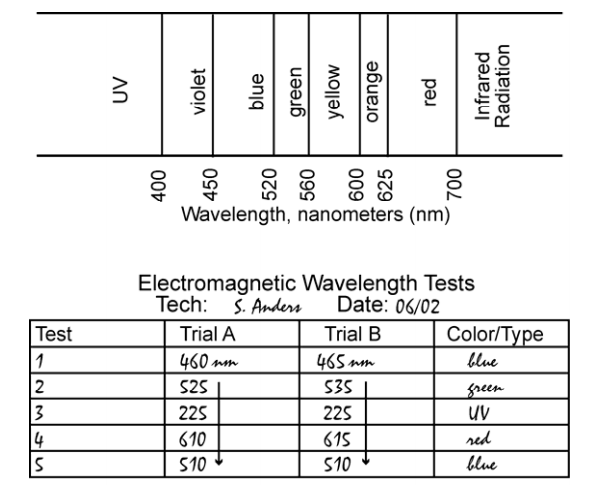 UV violet blue green yellow orange red Infrared Radiation
400 450 520 560 600 625 700
Wavelength, nanometers (nm)
Electromagnetic Wavelength Tests
Tech: S. Anders Date: 06/02
Test Trial A Trial B Color/Type
1 460 nm 465 nm blue
2 525 535 green
3 225 225 UV
4 610 615 red
5 510 510 blue